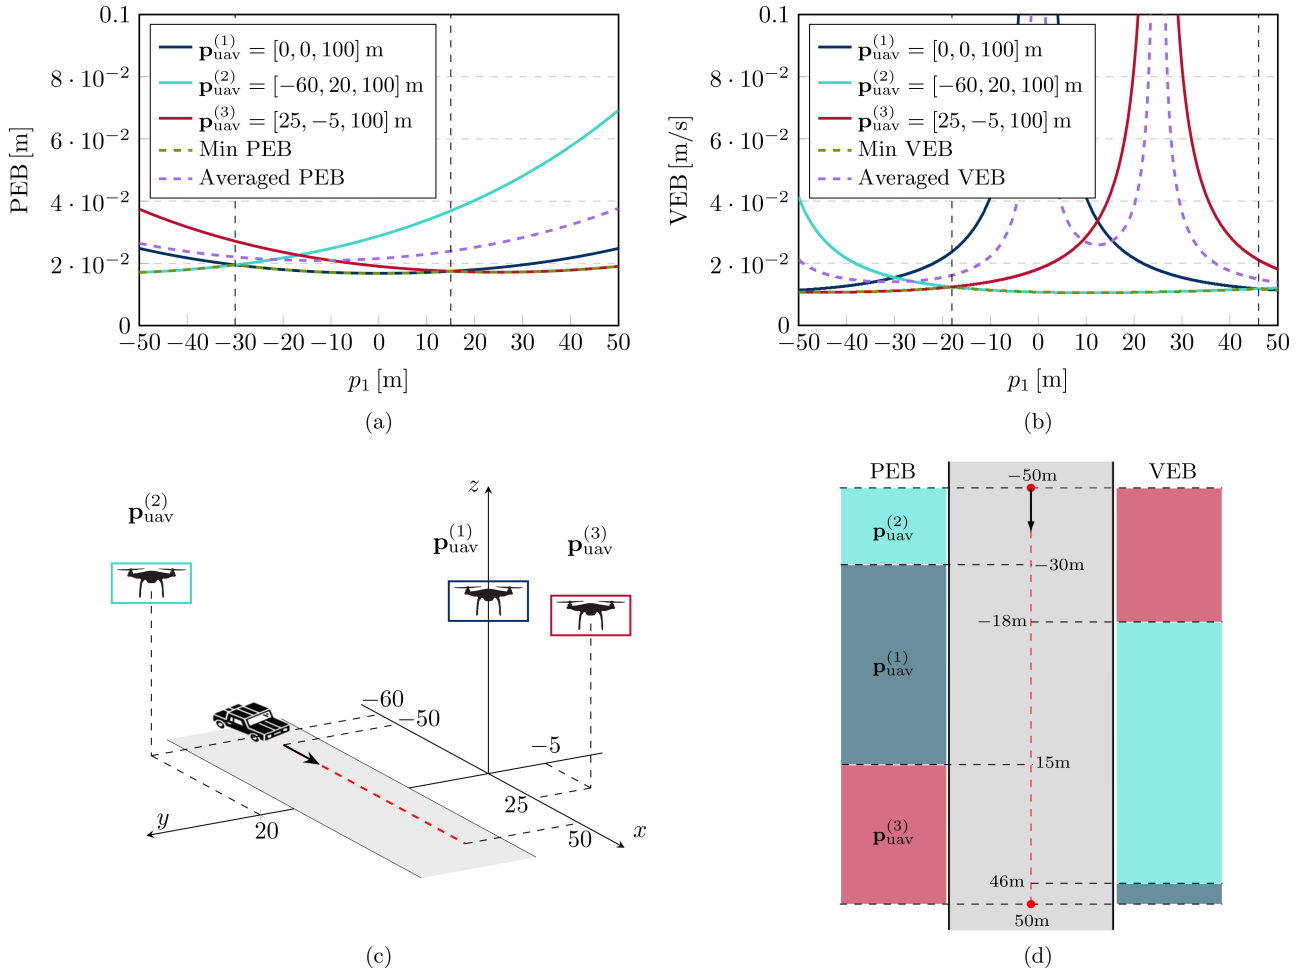 0.1
8 · 10⁻²
6 · 10⁻²
4 · 10⁻²
2 · 10⁻²
0
PEB [m]
p_uav^(1) = [0, 0, 100] m
p_uav^(2) = [−60, 20, 100] m
p_uav^(3) = [25, −5, 100] m
Min PEB
Averaged PEB
−50 −40 −30 −20 −10 0 10 20 30 40 50
p₁ [m]
(a)
0.1
8 · 10⁻²
6 · 10⁻²
4 · 10⁻²
2 · 10⁻²
0
VEB [m/s]
p_uav^(1) = [0, 0, 100] m
p_uav^(2) = [−60, 20, 100] m
p_uav^(3) = [25, −5, 100] m
Min VEB
Averaged VEB
−50 −40 −30 −20 −10 0 10 20 30 40 50
p₁ [m]
(b)
z
p_uav^(2)
p_uav^(1)
p_uav^(3)
−60
−50
−5
25
50
x
y
20
(c)
PEB
VEB
−50m
p_uav^(2)
−30m
−18m
p_uav^(1)
15m
p_uav^(3)
46m
50m
(d)